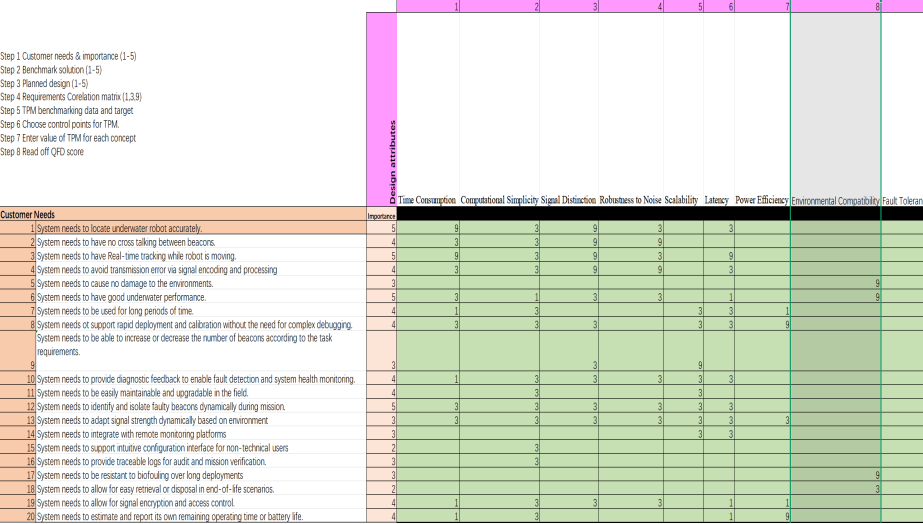 1 2 3 4 5 6 7 8
Step 1 Customer needs & importance (1-5)
Step 2 Benchmark solution (1-5)
Step 3 Planned design (1-5)
Step 4 Requirements Corelation matrix (1,3,9)
Step 5 TPM benchmarking data and target
Step 6 Choose control points for TPM.
Step 7 Enter value of TPM for each concept
Step 8 Read off QFD score
Design attributes
Time Consumption Computational Simplicity Signal Distinction Robustness to Noise Scalability Latency Power Efficiency Environmental Compatibility Fault Toleran
Customer Needs Importance
1 System needs to locate underwater robot accurately. 5 9 3 9 3 3
2 System needs to have no cross talking between beacons. 4 3 3 9 9
3 System needs to have Real-time tracking while robot is moving. 5 9 3 9 3 9
4 System needs to avoid transmission error via signal encoding and processing 4 3 3 9 9 3
5 System needs to cause no damage to the environments. 3 9
6 System needs to have good underwater performance. 5 3 1 3 3 1 9
7 System needs to be used for long periods of time. 4 1 3 3 3 1
8 System needs ot support rapid deployment and calibration without the need for complex debugging. 4 3 3 3 3 3 9
System needs to be able to increase or decrease the number of beacons according to the task
requirements.
9 3 3 9
10 System needs to provide diagnostic feedback to enable fault detection and system health monitoring. 4 1 3 3 3 3 3
11 System needs to be easily maintainable and upgradable in the field. 4 3 3
12 System needs to identify and isolate faulty beacons dynamically during mission. 5 3 3 3 3 3 3
13 System needs to adapt signal strength dynamically based on environment 3 3 3 3 3 3 3 3
14 System needs to integrate with remote monitoring platforms 3 3 3
15 System needs to support intuitive configuration interface for non-technical users 2 3
16 System needs to provide traceable logs for audit and mission verification. 3 3
17 System needs to be resistant to biofouling over long deployments 3 9
18 System needs to allow for easy retrieval or disposal in end-of-life scenarios. 2 3
19 System needs to allow for signal encryption and access control. 4 1 3 3 3 1 1
20 System needs to estimate and report its own remaining operating time or battery life. 4 1 3 1 9